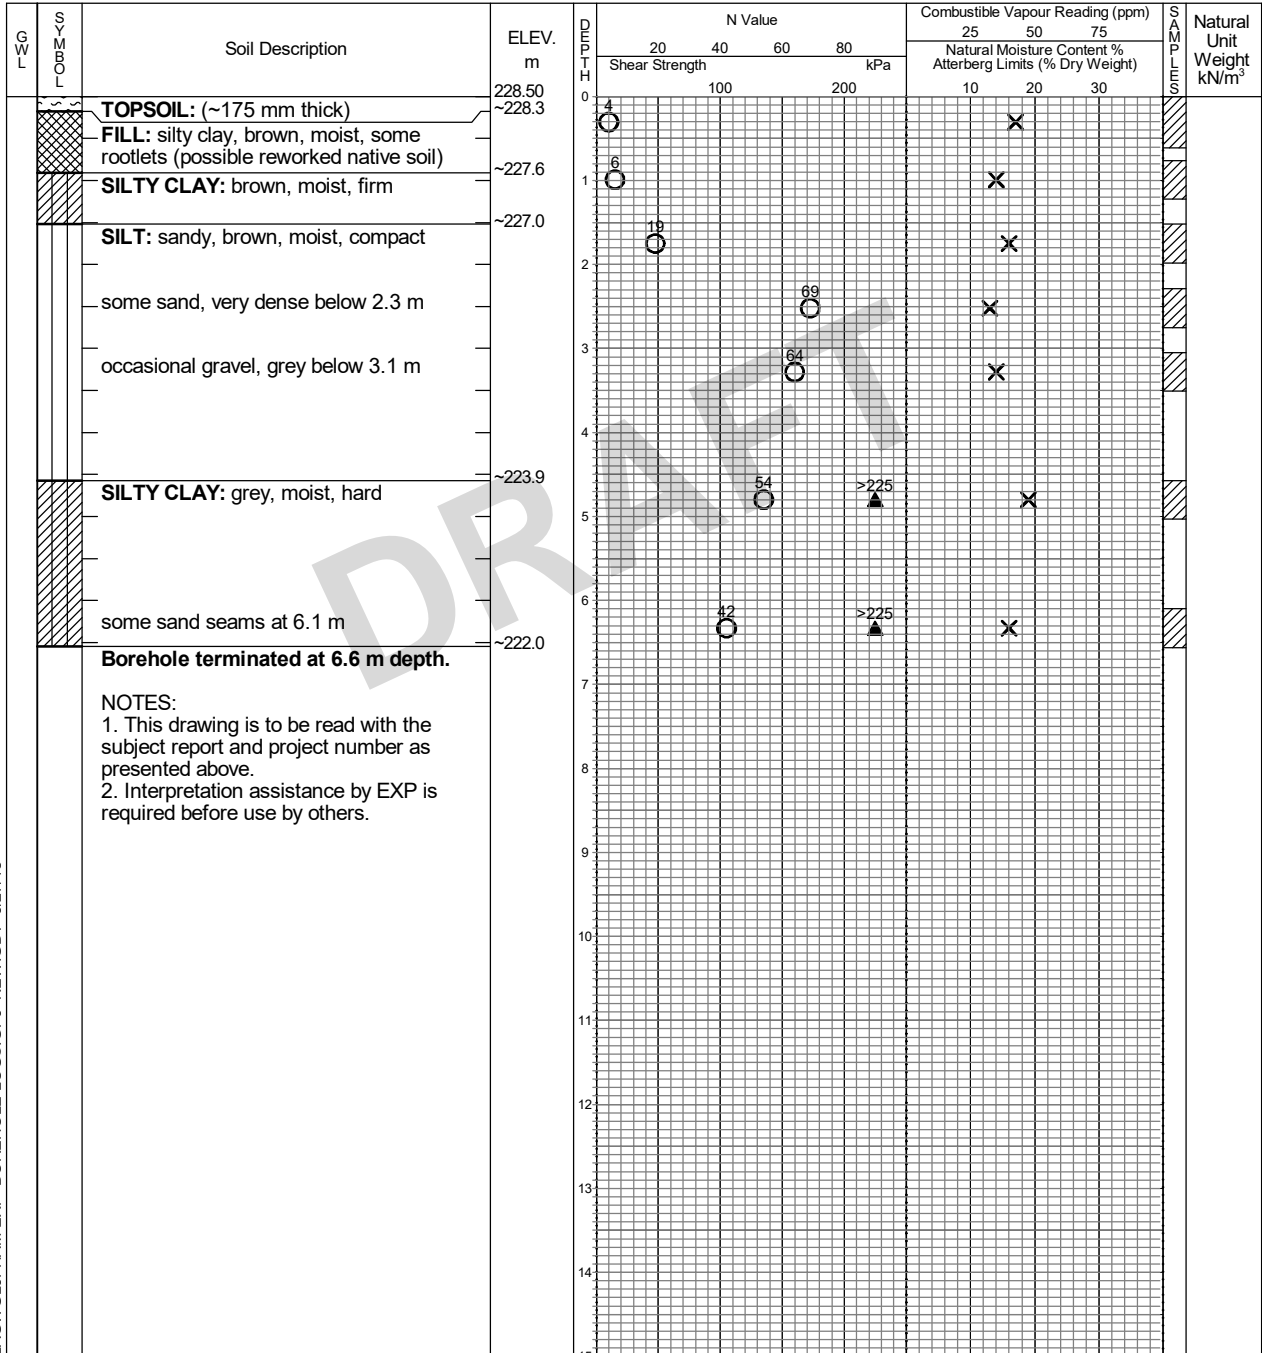 GWL
SYMBOL
Soil Description
ELEV.
m
228.50
DEPTH
N Value
20 40 60 80
Shear Strength kPa
100 200
Combustible Vapour Reading (ppm)
25 50 75
Natural Moisture Content %
Atterberg Limits (% Dry Weight)
10 20 30
SAMPLES
Natural
Unit
Weight
kN/m³
TOPSOIL: (~175 mm thick)
~228.3
FILL: silty clay, brown, moist, some
rootlets (possible reworked native soil)
~227.6
SILTY CLAY: brown, moist, firm
~227.0
SILT: sandy, brown, moist, compact
some sand, very dense below 2.3 m
occasional gravel, grey below 3.1 m
~223.9
SILTY CLAY: grey, moist, hard
some sand seams at 6.1 m
~222.0
Borehole terminated at 6.6 m depth.
NOTES:
1. This drawing is to be read with the
subject report and project number as
presented above.
2. Interpretation assistance by EXP is
required before use by others.
0
4
6
1
19
2
69
3
64
4
54 >225
5
6
42 >225
7
8
9
10
11
12
13
14
DRAFT